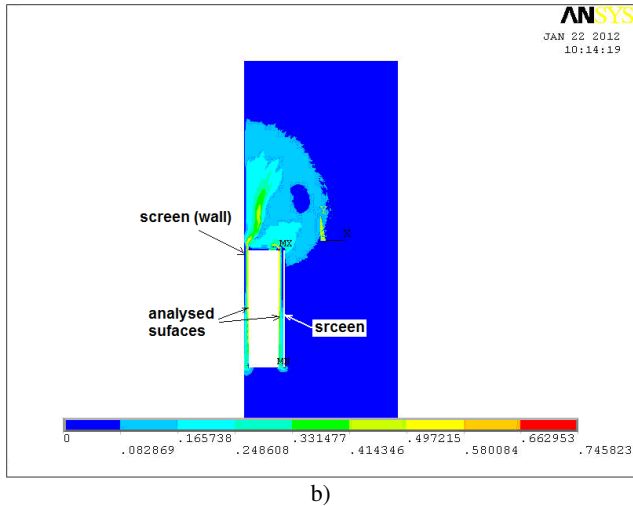 ANSYS
JAN 22 2012
10:14:19
screen (wall)
Y
X
MX
analysed
sufaces
srceen
MN
0 .082869 .165738 .248608 .331477 .414346 .497215 .580084 .662953 .745823
b)